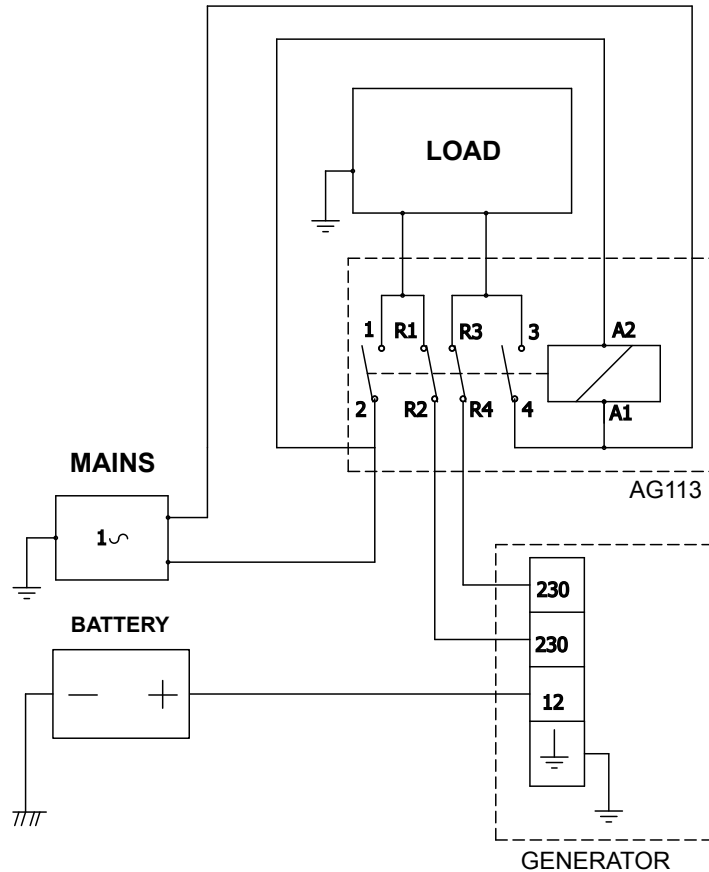 LOAD
1 R1 R3 3 A2
2 R2 R4 4 A1
AG113
MAINS
1∿
BATTERY
— +
230
230
12
GENERATOR